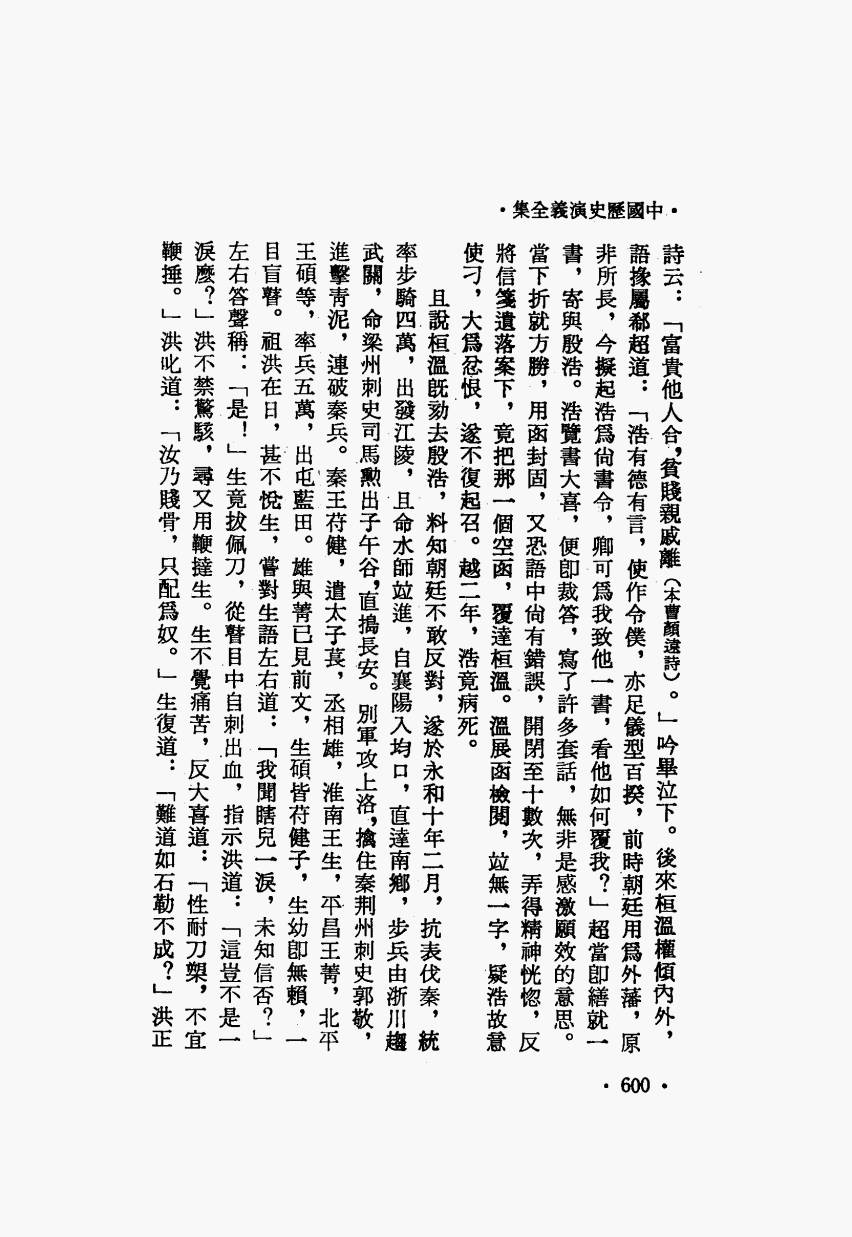 ·中國歷史演義全集·
詩云：「富貴他人合，貧賤親戚離（本曹顏遠詩）。」吟畢泣下。後來桓溫權傾內外，
語掾屬郗超道：「浩有德有言，使作令僕，亦足儀型百揆，前時朝廷用爲外藩，原
非所長，今擬起浩爲尙書令，卿可爲我致他一書，看他如何覆我？」超當卽繕就一
書，寄與殷浩。浩覽書大喜，便卽裁答，寫了許多套話，無非是感激願效的意思。
當下折就方勝，用函封固，又恐語中尙有錯誤，開閉至十數次，弄得精神恍惚，反
將信箋遺落案下，竟把那一個空函，覆達桓溫。溫展函檢閱，竝無一字，疑浩故意
使刁，大爲忿恨，遂不復起召。越二年，浩竟病死。
且說桓溫旣劾去殷浩，料知朝廷不敢反對，遂於永和十年二月，抗表伐秦，統
率步騎四萬，出發江陵，且命水師竝進，自襄陽入均口，直達南鄉，步兵由淅川趨
武關，命梁州刺史司馬勳出子午谷，直搗長安。別軍攻上洛，擒住秦荆州刺史郭敬，
進擊青泥，連破秦兵。秦王苻健，遣太子萇，丞相雄，淮南王生，平昌王菁，北平
王碩等，率兵五萬，出屯藍田。雄與菁已見前文，生碩皆苻健子，生幼卽無賴，一
目盲瞽。祖洪在日，甚不悅生，嘗對生語左右道：「我聞瞎兒一淚，未知信否？」
左右答聲稱：「是！」生竟拔佩刀，從瞽目中自刺出血，指示洪道：「這豈不是一
淚麼？」洪不禁驚駭，尋又用鞭撻生。生不覺痛苦，反大喜道：「性耐刀槊，不宜
鞭捶。」洪叱道：「汝乃賤骨，只配爲奴。」生復道：「難道如石勒不成？」洪正
·600·